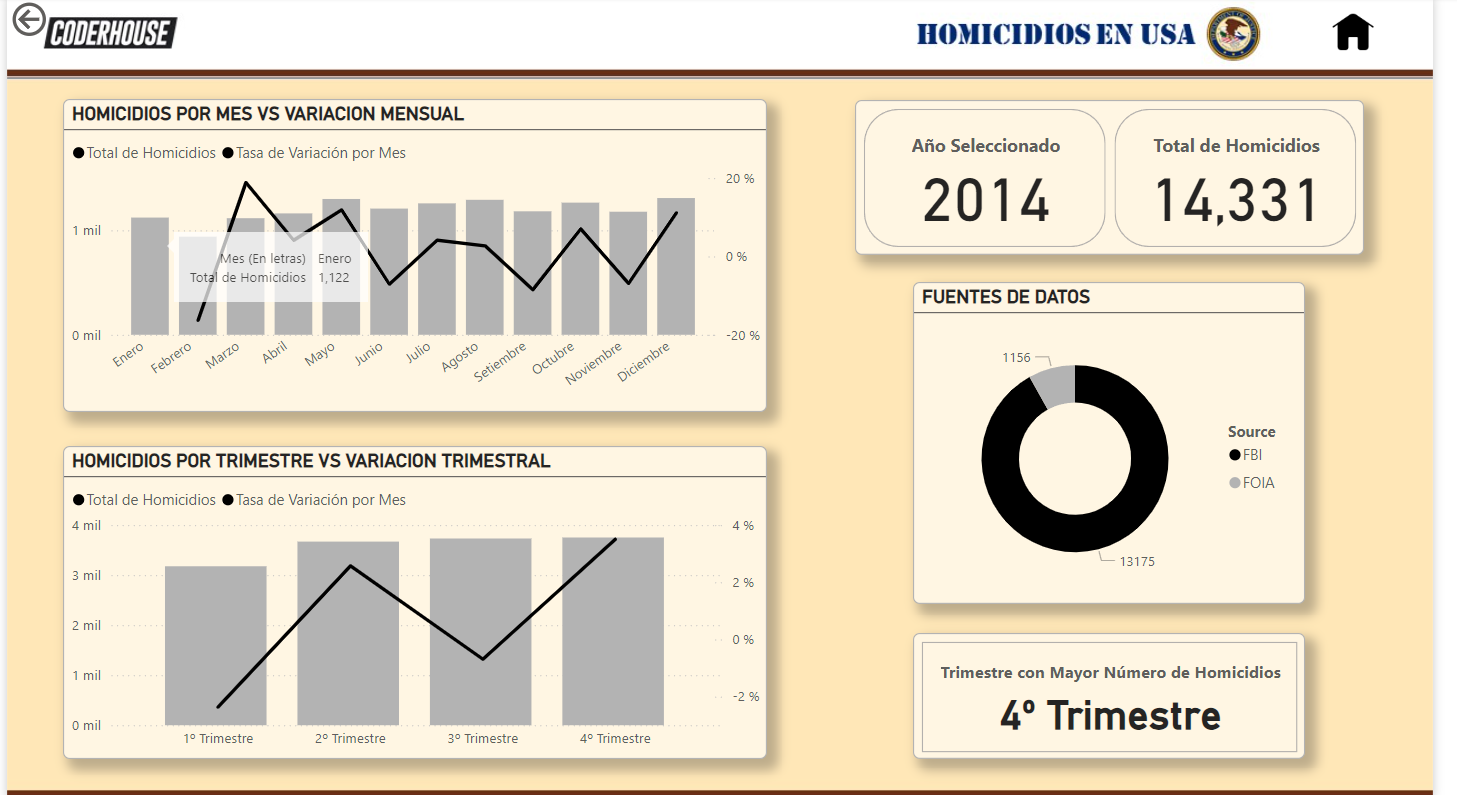 CODERHOUSE
HOMICIDIOS EN USA
HOMICIDIOS POR MES VS VARIACION MENSUAL
Total de Homicidios Tasa de Variación por Mes
20 %
1 mil
0 %
0 mil
-20 %
Mes (En letras) Enero
Total de Homicidios 1,122
Enero
Febrero
Marzo
Abril
Mayo
Junio
Julio
Agosto
Setiembre
Octubre
Noviembre
Diciembre
Año Seleccionado
2014
Total de Homicidios
14,331
FUENTES DE DATOS
1156
13175
Source
FBI
FOIA
HOMICIDIOS POR TRIMESTRE VS VARIACION TRIMESTRAL
Total de Homicidios Tasa de Variación por Mes
4 mil
3 mil
2 mil
1 mil
0 mil
4 %
2 %
0 %
-2 %
1º Trimestre
2º Trimestre
3º Trimestre
4º Trimestre
Trimestre con Mayor Número de Homicidios
4º Trimestre